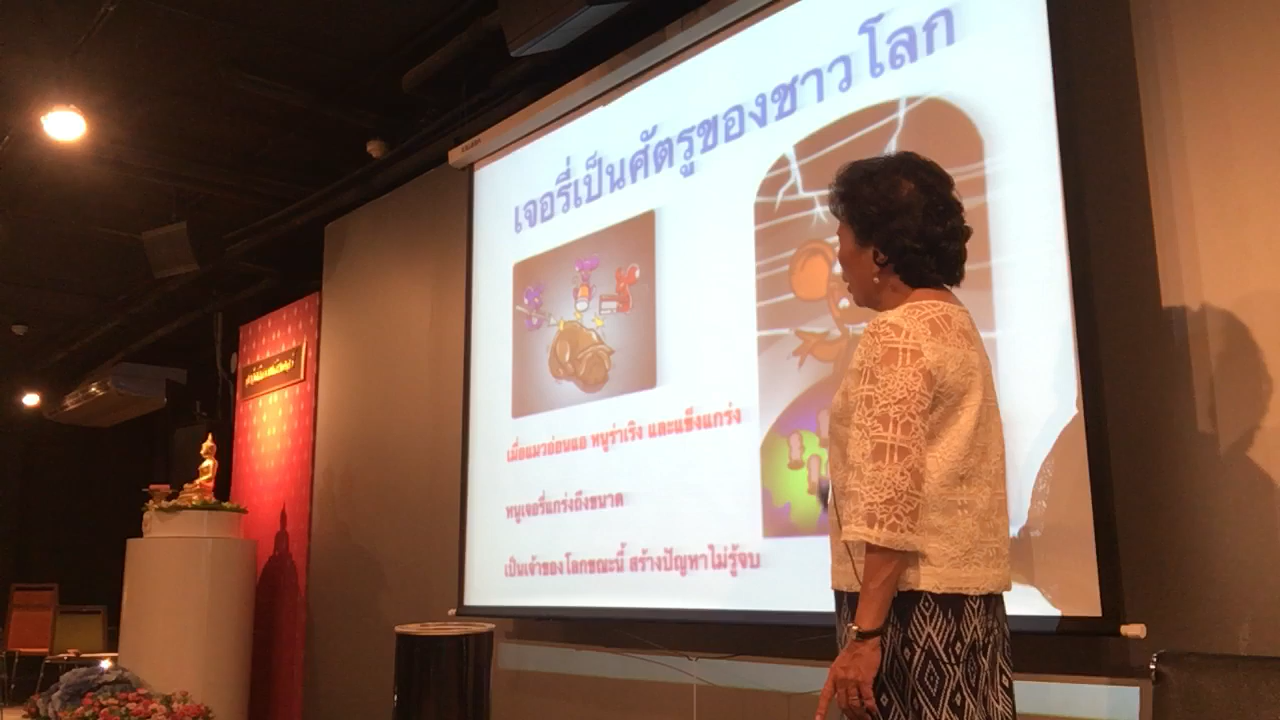 เจอรี่เป็นศัตรูของชาวโลก
เมื่อแมวอ่อนแอ หนูร่าเริง และแข็งแกร่ง
หนูเจอรี่แกร่งถึงขนาด
เป็นเจ้าของโลกขณะนี้ สร้างปัญหาไม่รู้จบ